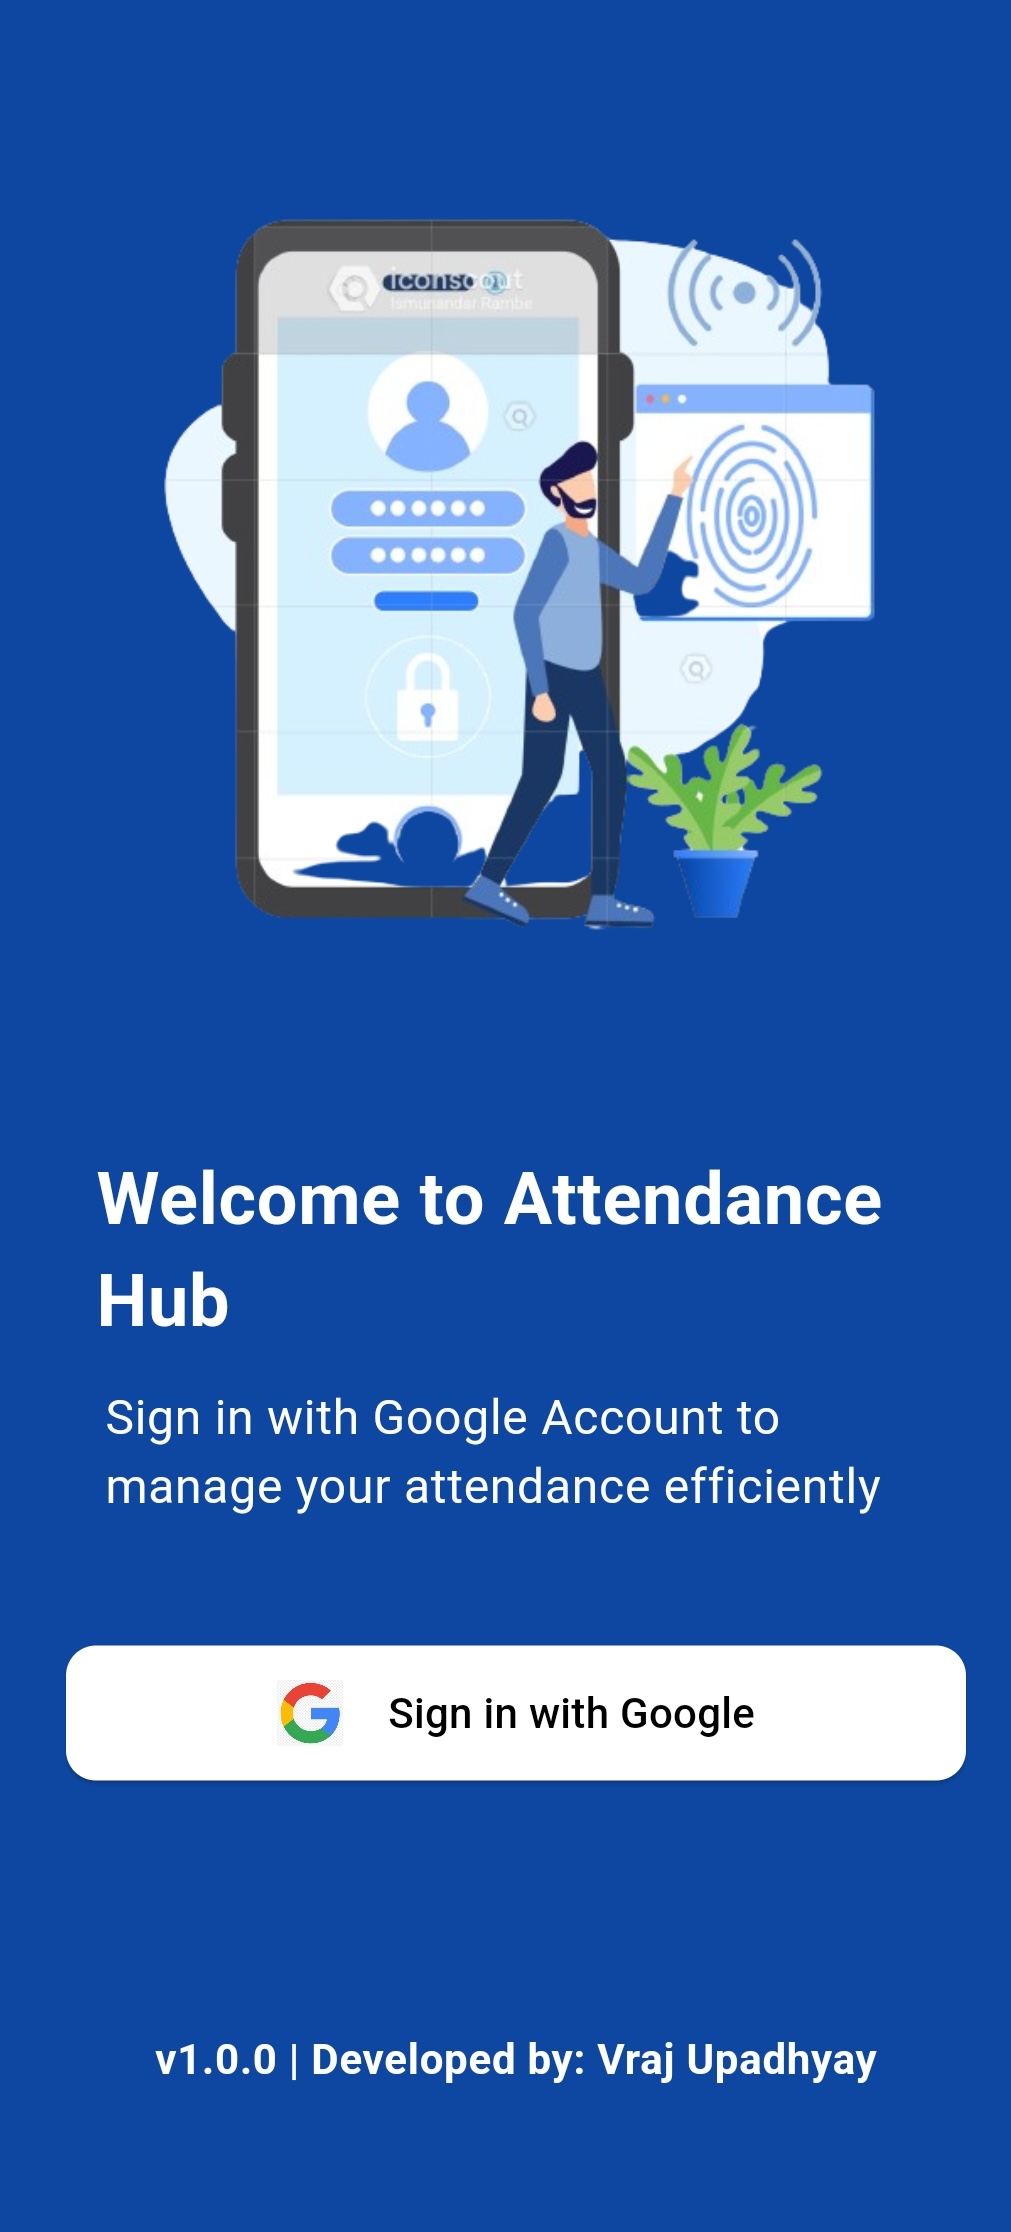 iconscout
Ismunandar Rambe
Welcome to Attendance
Hub
Sign in with Google Account to
manage your attendance efficiently
Sign in with Google
v1.0.0 | Developed by: Vraj Upadhyay